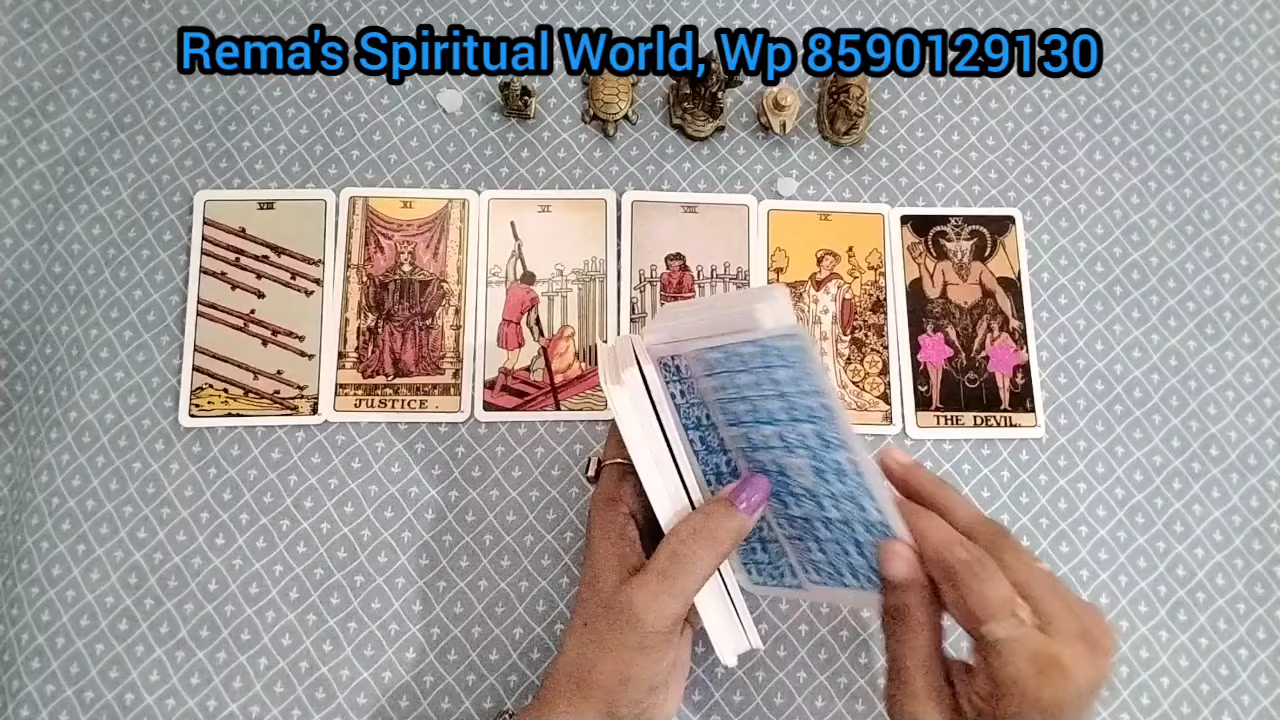 Rema's Spiritual World, Wp 8590129130
VIII
XI
VI
VIII
IX
XV
JUSTICE.
THE DEVIL.